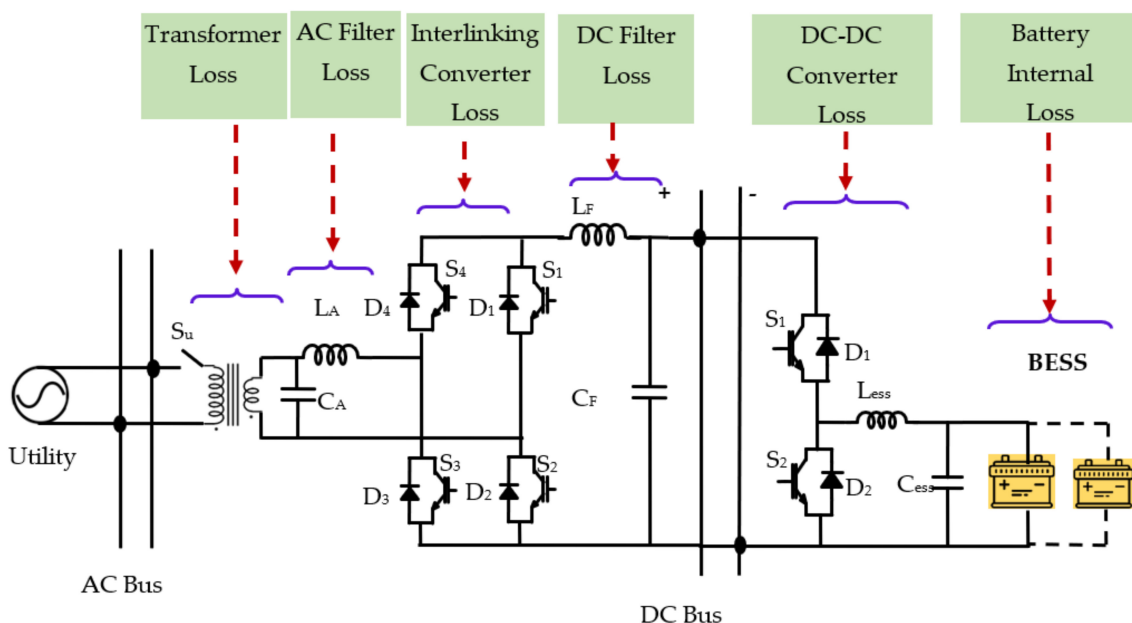 Transformer
Loss
AC Filter
Loss
Interlinking
Converter
Loss
DC Filter
Loss
DC-DC
Converter
Loss
Battery
Internal
Loss
+
-
LF
S4
S1
LA
D4
D1
Su
S1
D1
BESS
CA
CF
Less
Utility
S3
S2
S2
D3
D2
D2
Cess
+ -
+ -
AC Bus
DC Bus